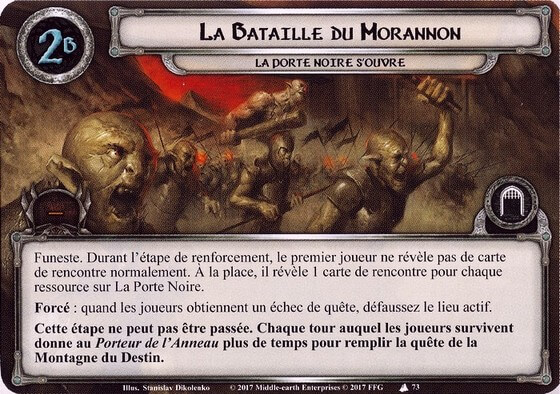 2B
LA BATAILLE DU MORANNON
LA PORTE NOIRE S'OUVRE
Funeste. Durant l'étape de renforcement, le premier joueur ne révèle pas de carte
de rencontre normalement. À la place, il révèle 1 carte de rencontre pour chaque
ressource sur La Porte Noire.
Forcé : quand les joueurs obtiennent un échec de quête, défaussez le lieu actif.
Cette étape ne peut pas être passée. Chaque tour auquel les joueurs survivent
donne au Porteur de l'Anneau plus de temps pour remplir la quête de la
Montagne du Destin.
Illus. Stanislav Dikolenko © 2017 Middle-earth Enterprises © 2017 FFG 73